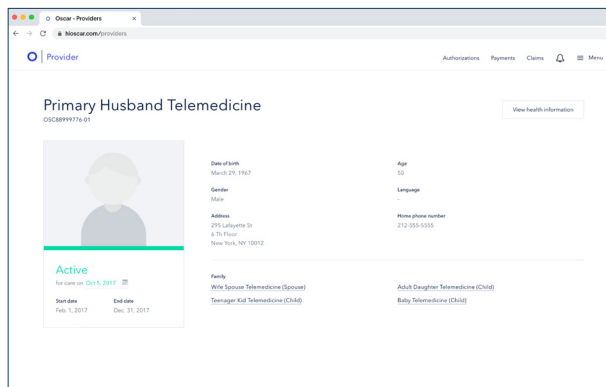 Oscar - Providers
hioscar.com/providers
Provider
Authorizations Payments Claims Menu
Primary Husband Telemedicine
OSC88999776-01
View health information
Date of birth
March 29, 1967
Age
50
Gender
Male
Language
-
Address
295 Lafayette St
6 Th Floor
New York, NY 10012
Home phone number
212-555-5555
Active
for care on Oct 5, 2017
Start date
Feb. 1, 2017
End date
Dec. 31, 2017
Family
Wife Spouse Telemedicine (Spouse)
Adult Daughter Telemedicine (Child)
Teenager Kid Telemedicine (Child)
Baby Telemedicine (Child)